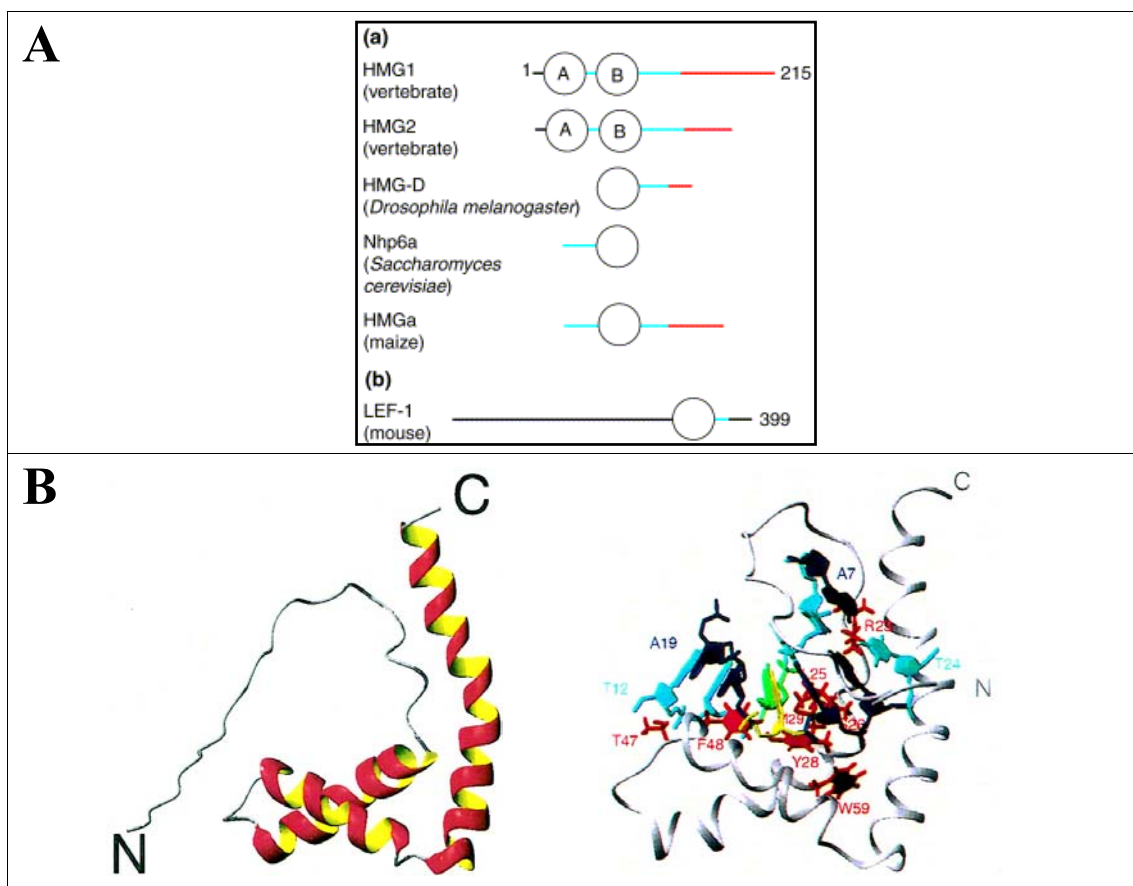 A
(a)
HMG1
(vertebrate)
1
A
B
215
HMG2
(vertebrate)
A
B
HMG-D
(Drosophila melanogaster)
Nhp6a
(Saccharomyces
cerevisiae)
HMGa
(maize)
(b)
LEF-1
(mouse)
399
B
C
N
C
A7
R23
A19
T24
T12
N
T47
F48
Y28
W59